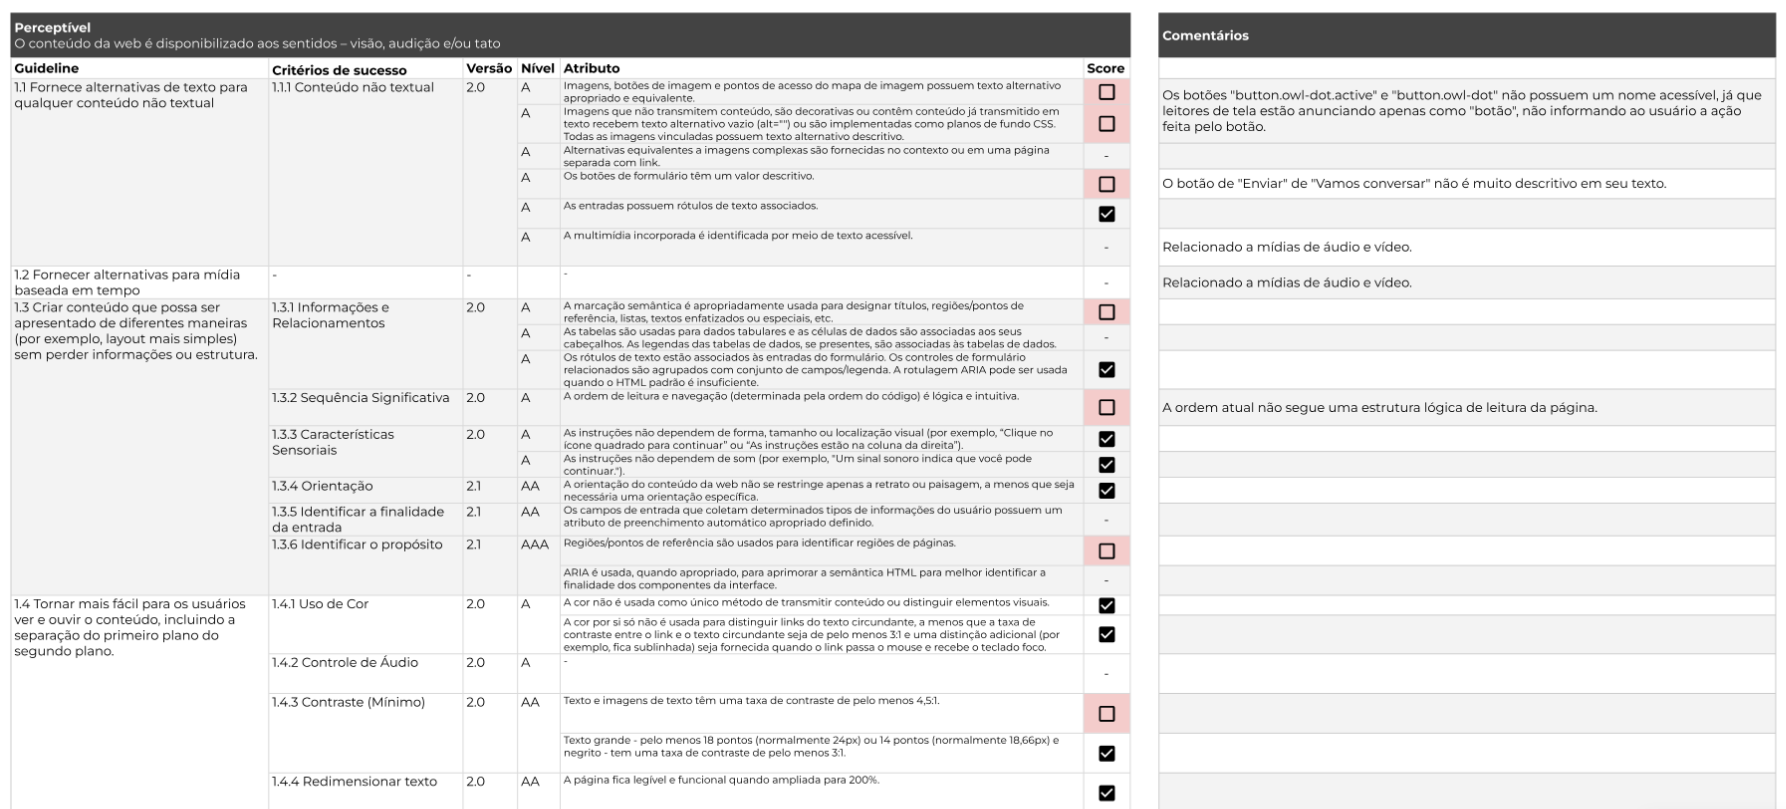 Perceptível
O conteúdo da web é disponibilizado aos sentidos – visão, audição e/ou tato
Comentários
Guideline Critérios de sucesso Versão Nível Atributo Score
1.1 Fornece alternativas de texto para
qualquer conteúdo não textual
1.1.1 Conteúdo não textual
2.0
A
Imagens, botões de imagem e pontos de acesso do mapa de imagem possuem texto alternativo
apropriado e equivalente.
A
Imagens que não transmitem conteúdo, são decorativas ou contêm conteúdo já transmitido em
texto recebem texto alternativo vazio (alt="") ou são implementadas como planos de fundo CSS.
Todas as imagens vinculadas possuem texto alternativo descritivo.
Os botões "button.owl-dot.active" e "button.owl-dot" não possuem um nome acessível, já que
leitores de tela estão anunciando apenas como "botão", não informando ao usuário a ação
feita pelo botão.
A
Alternativas equivalentes a imagens complexas são fornecidas no contexto ou em uma página
separada com link.
-
A
Os botões de formulário têm um valor descritivo.
O botão de "Enviar" de "Vamos conversar" não é muito descritivo em seu texto.
A
As entradas possuem rótulos de texto associados.
A
A multimídia incorporada é identificada por meio de texto acessível.
-
Relacionado a mídias de áudio e vídeo.
1.2 Fornecer alternativas para mídia
baseada em tempo
-
-
-
-
Relacionado a mídias de áudio e vídeo.
1.3 Criar conteúdo que possa ser
apresentado de diferentes maneiras
(por exemplo, layout mais simples)
sem perder informações ou estrutura.
1.3.1 Informações e
Relacionamentos
2.0
A
A marcação semântica é apropriadamente usada para designar títulos, regiões/pontos de
referência, listas, textos enfatizados ou especiais, etc.
A
As tabelas são usadas para dados tabulares e as células de dados são associadas aos seus
cabeçalhos. As legendas das tabelas de dados, se presentes, são associadas às tabelas de dados.
-
A
Os rótulos de texto estão associados às entradas do formulário. Os controles de formulário
relacionados são agrupados com conjunto de campos/legenda. A rotulagem ARIA pode ser usada
quando o HTML padrão é insuficiente.
1.3.2 Sequência Significativa
2.0
A
A ordem de leitura e navegação (determinada pela ordem do código) é lógica e intuitiva.
A ordem atual não segue uma estrutura lógica de leitura da página.
1.3.3 Características
Sensoriais
2.0
A
As instruções não dependem de forma, tamanho ou localização visual (por exemplo, "Clique no
ícone quadrado para continuar" ou "As instruções estão na coluna da direita").
A
As instruções não dependem de som (por exemplo, "Um sinal sonoro indica que você pode
continuar.").
1.3.4 Orientação
2.1
AA
A orientação do conteúdo da web não se restringe apenas a retrato ou paisagem, a menos que seja
necessária uma orientação específica.
1.3.5 Identificar a finalidade
da entrada
2.1
AA
Os campos de entrada que coletam determinados tipos de informações do usuário possuem um
atributo de preenchimento automático apropriado definido.
-
1.3.6 Identificar o propósito
2.1
AAA
Regiões/pontos de referência são usados para identificar regiões de páginas.
ARIA é usada, quando apropriado, para aprimorar a semântica HTML para melhor identificar a
finalidade dos componentes da interface.
-
1.4 Tornar mais fácil para os usuários
ver e ouvir o conteúdo, incluindo a
separação do primeiro plano do
segundo plano.
1.4.1 Uso de Cor
2.0
A
A cor não é usada como único método de transmitir conteúdo ou distinguir elementos visuais.
A cor por si só não é usada para distinguir links do texto circundante, a menos que a taxa de
contraste entre o link e o texto circundante seja de pelo menos 3:1 e uma distinção adicional (por
exemplo, fica sublinhada) seja fornecida quando o link passa o mouse e recebe o teclado foco.
1.4.2 Controle de Áudio
2.0
A
-
-
1.4.3 Contraste (Mínimo)
2.0
AA
Texto e imagens de texto têm uma taxa de contraste de pelo menos 4,5:1.
Texto grande - pelo menos 18 pontos (normalmente 24px) ou 14 pontos (normalmente 18,66px) e
negrito - tem uma taxa de contraste de pelo menos 3:1.
1.4.4 Redimensionar texto
2.0
AA
A página fica legível e funcional quando ampliada para 200%.